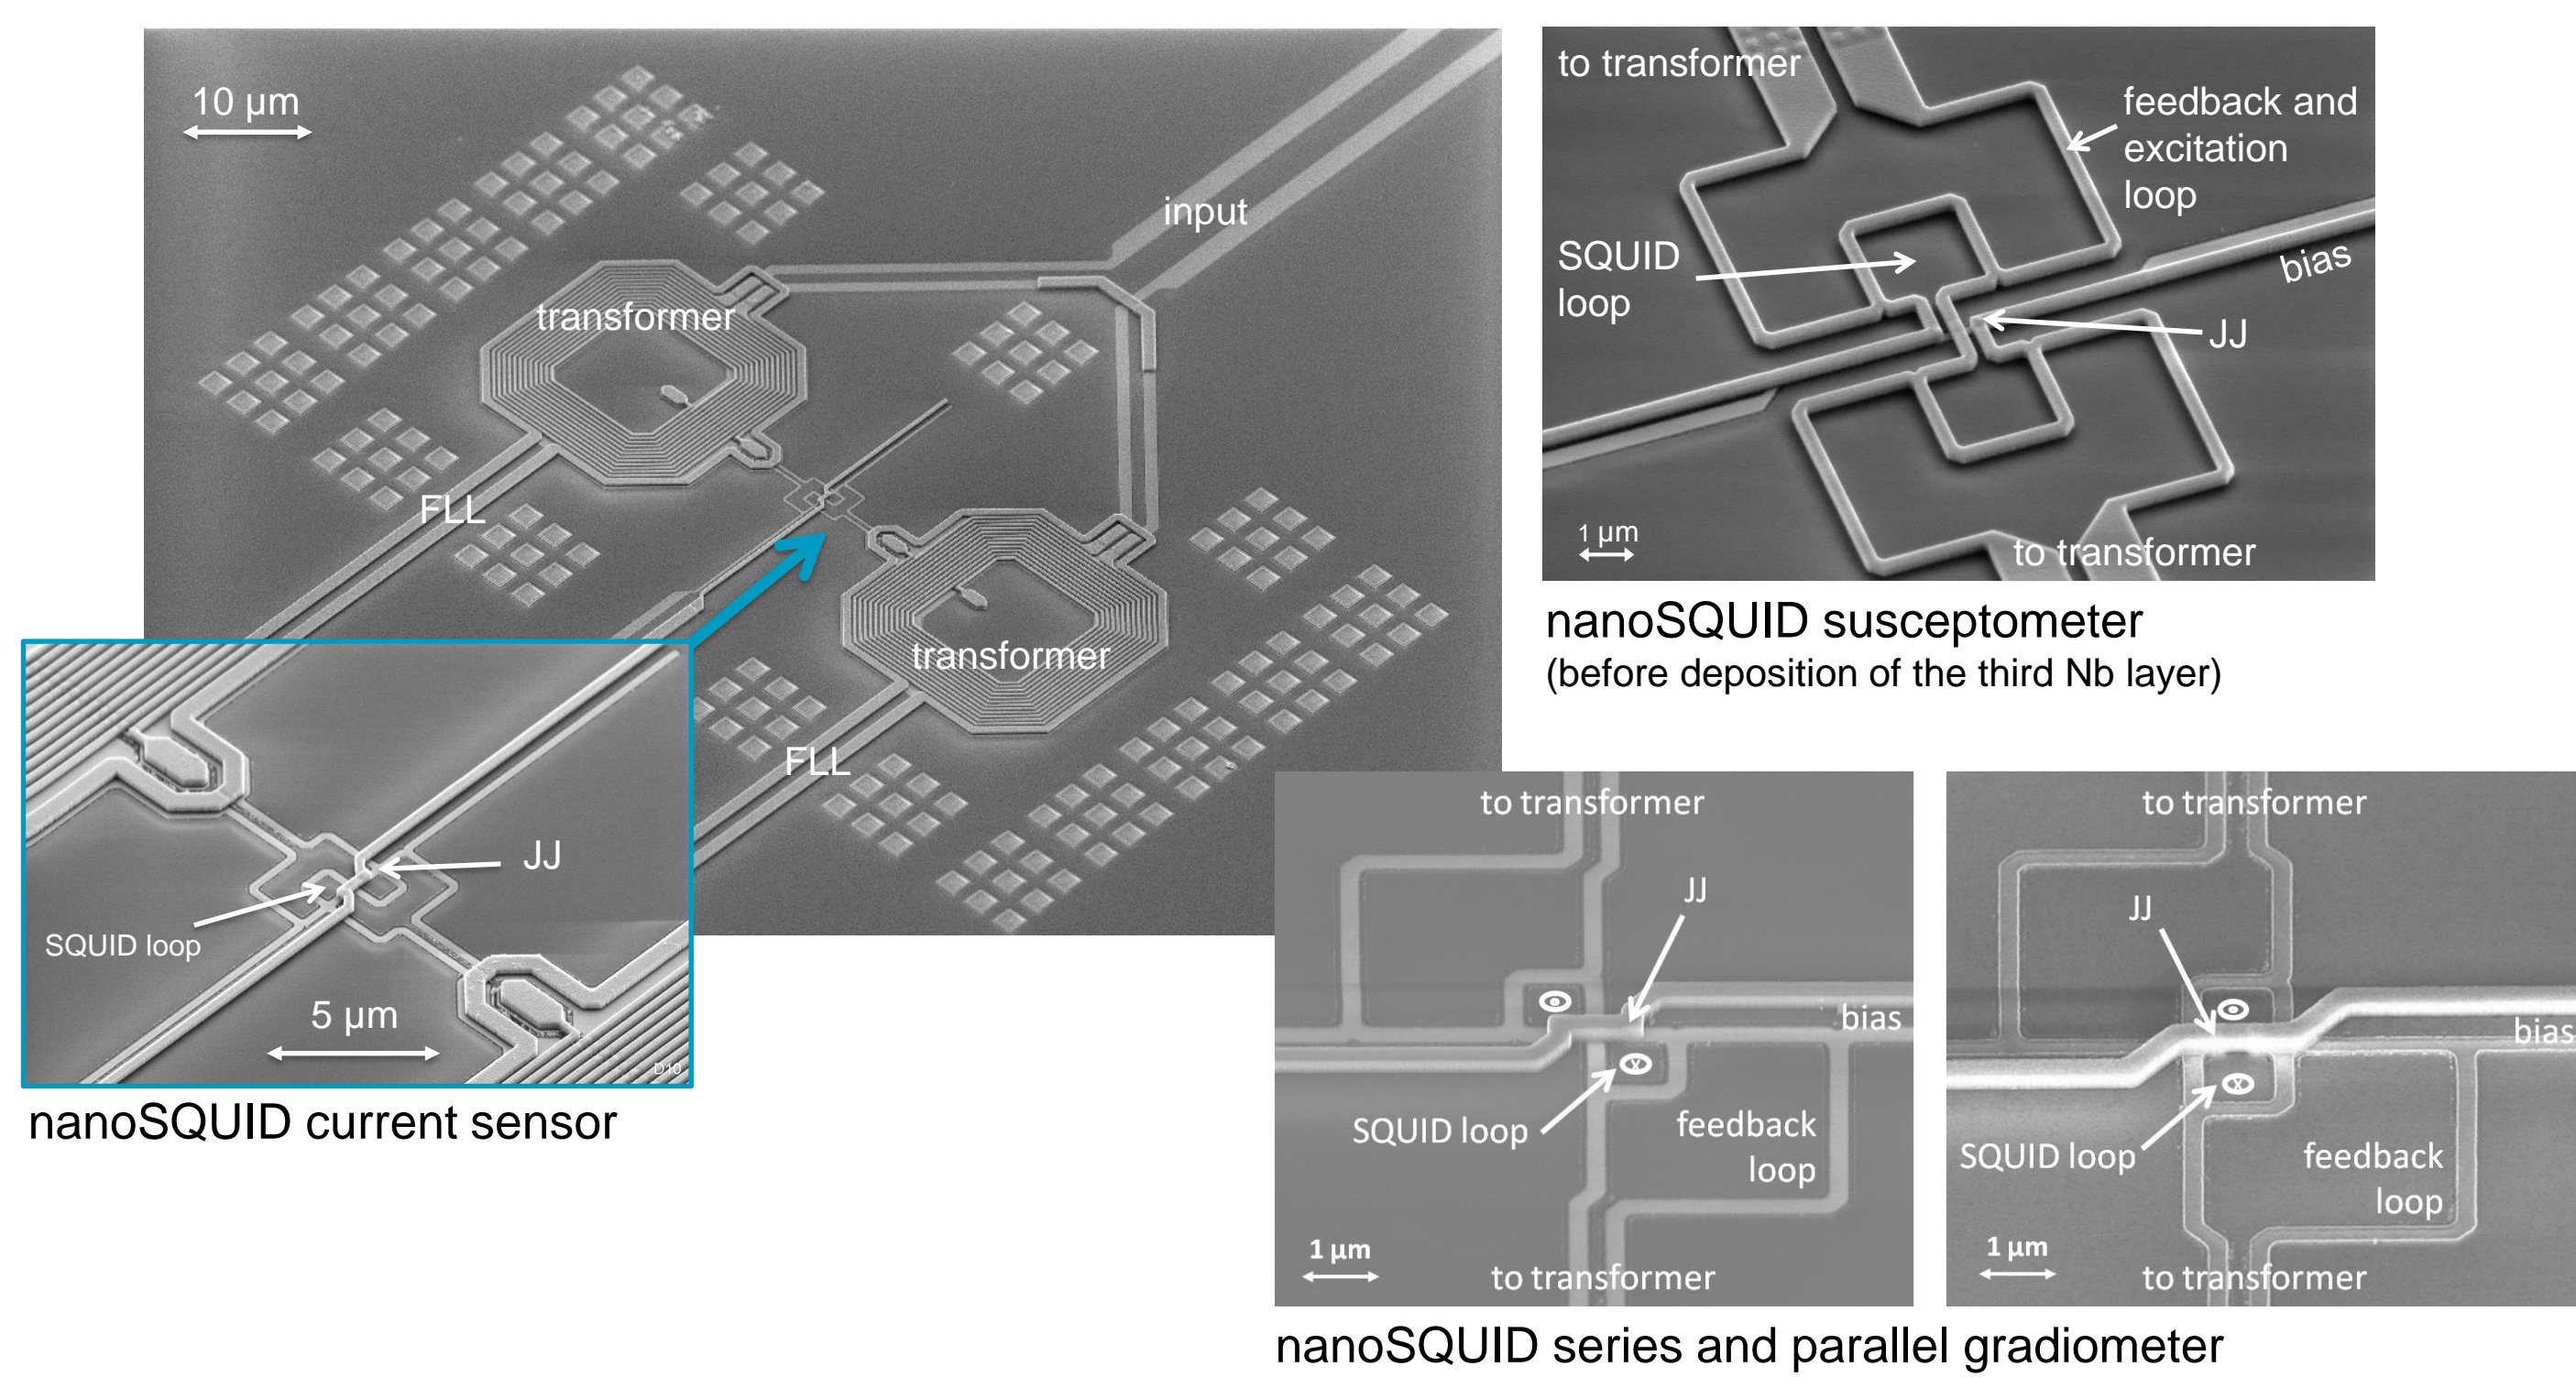 10 µm
input
transformer
FLL
transformer
FLL
JJ
SQUID loop
5 µm
D10
nanoSQUID current sensor
to transformer
feedback and
excitation
loop
SQUID
loop
bias
JJ
1 µm
to transformer
nanoSQUID susceptometer
(before deposition of the third Nb layer)
to transformer
JJ
bias
SQUID loop
feedback
loop
1 µm
to transformer
to transformer
JJ
bias
SQUID loop
feedback
loop
1 µm
to transformer
nanoSQUID series and parallel gradiometer